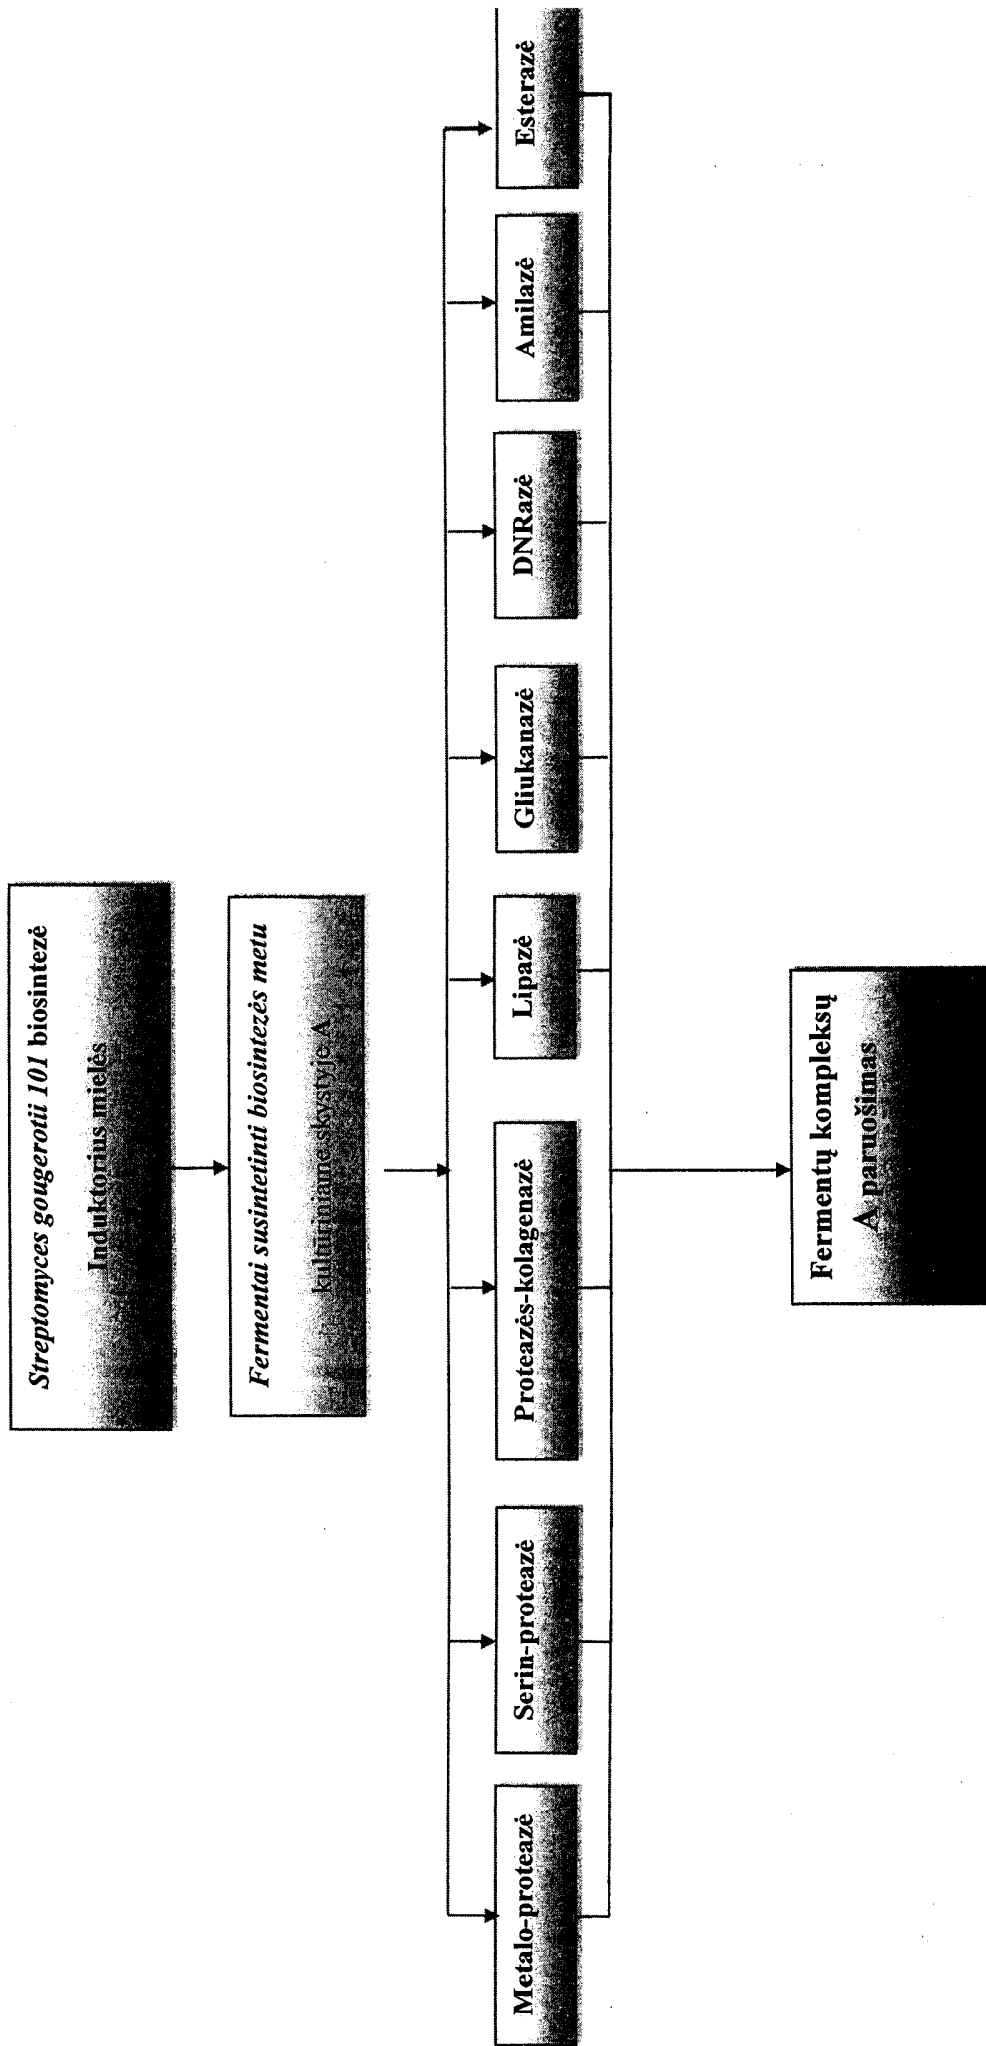 Streptomyces gougerotii 101 biosintezė
Induktorius mielės
Fermentai susintetinti biosintezės metu
kultūriniame skystyje A
Metalo-proteazė
Serin-proteazė
Proteazės-kolagenazė
Lipazė
Gliukanazė
DNRazė
Amilazė
Esterazė
Fermentų kompleksų
A paruošimas